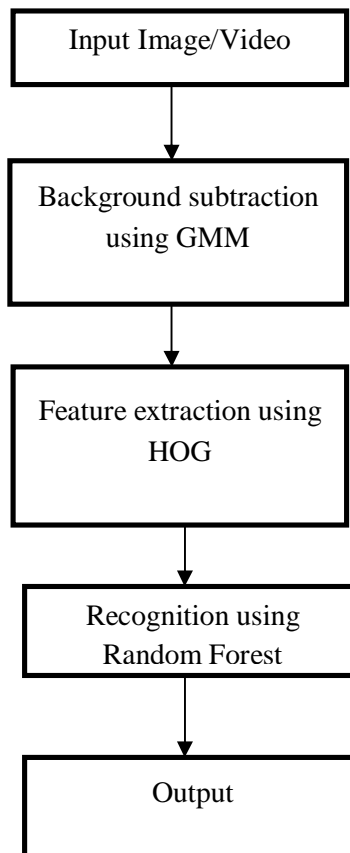 Input Image/Video
Background subtraction
using GMM
Feature extraction using
HOG
Recognition using
Random Forest
Output